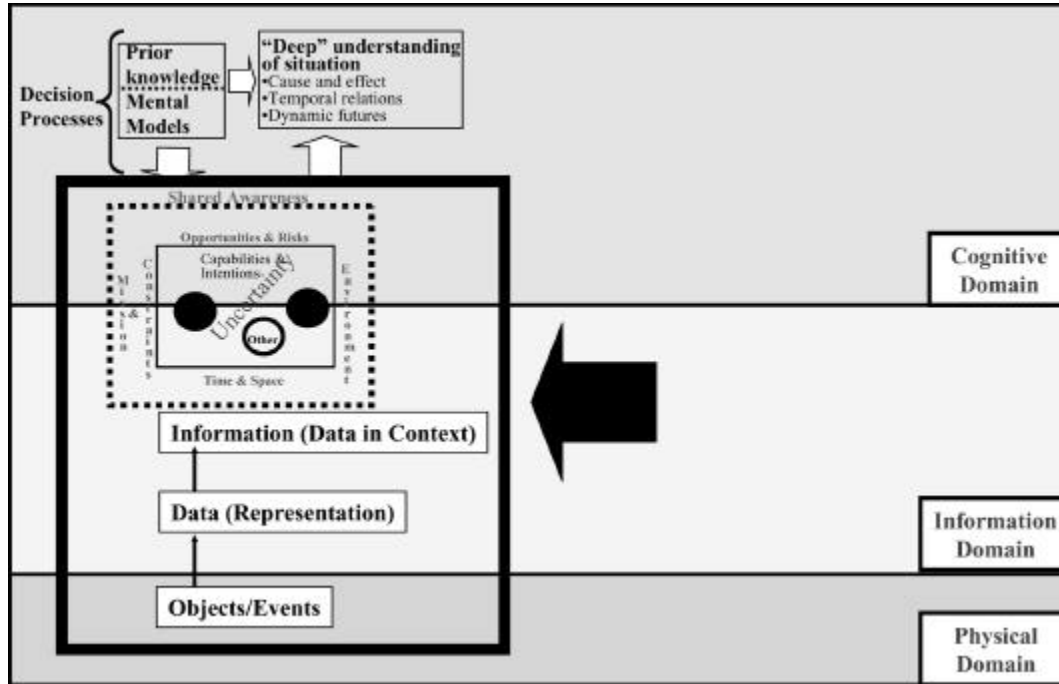 Decision
Processes
Prior
knowledge
Mental
Models
“Deep” understanding
of situation
•Cause and effect
•Temporal relations
•Dynamic futures
Shared Awareness
Opportunities & Risks
Mission
&
Constraints
Capabilities &
Intentions
Uncertainty
Other
Environment
Time & Space
Information (Data in Context)
Data (Representation)
Objects/Events
Cognitive
Domain
Information
Domain
Physical
Domain